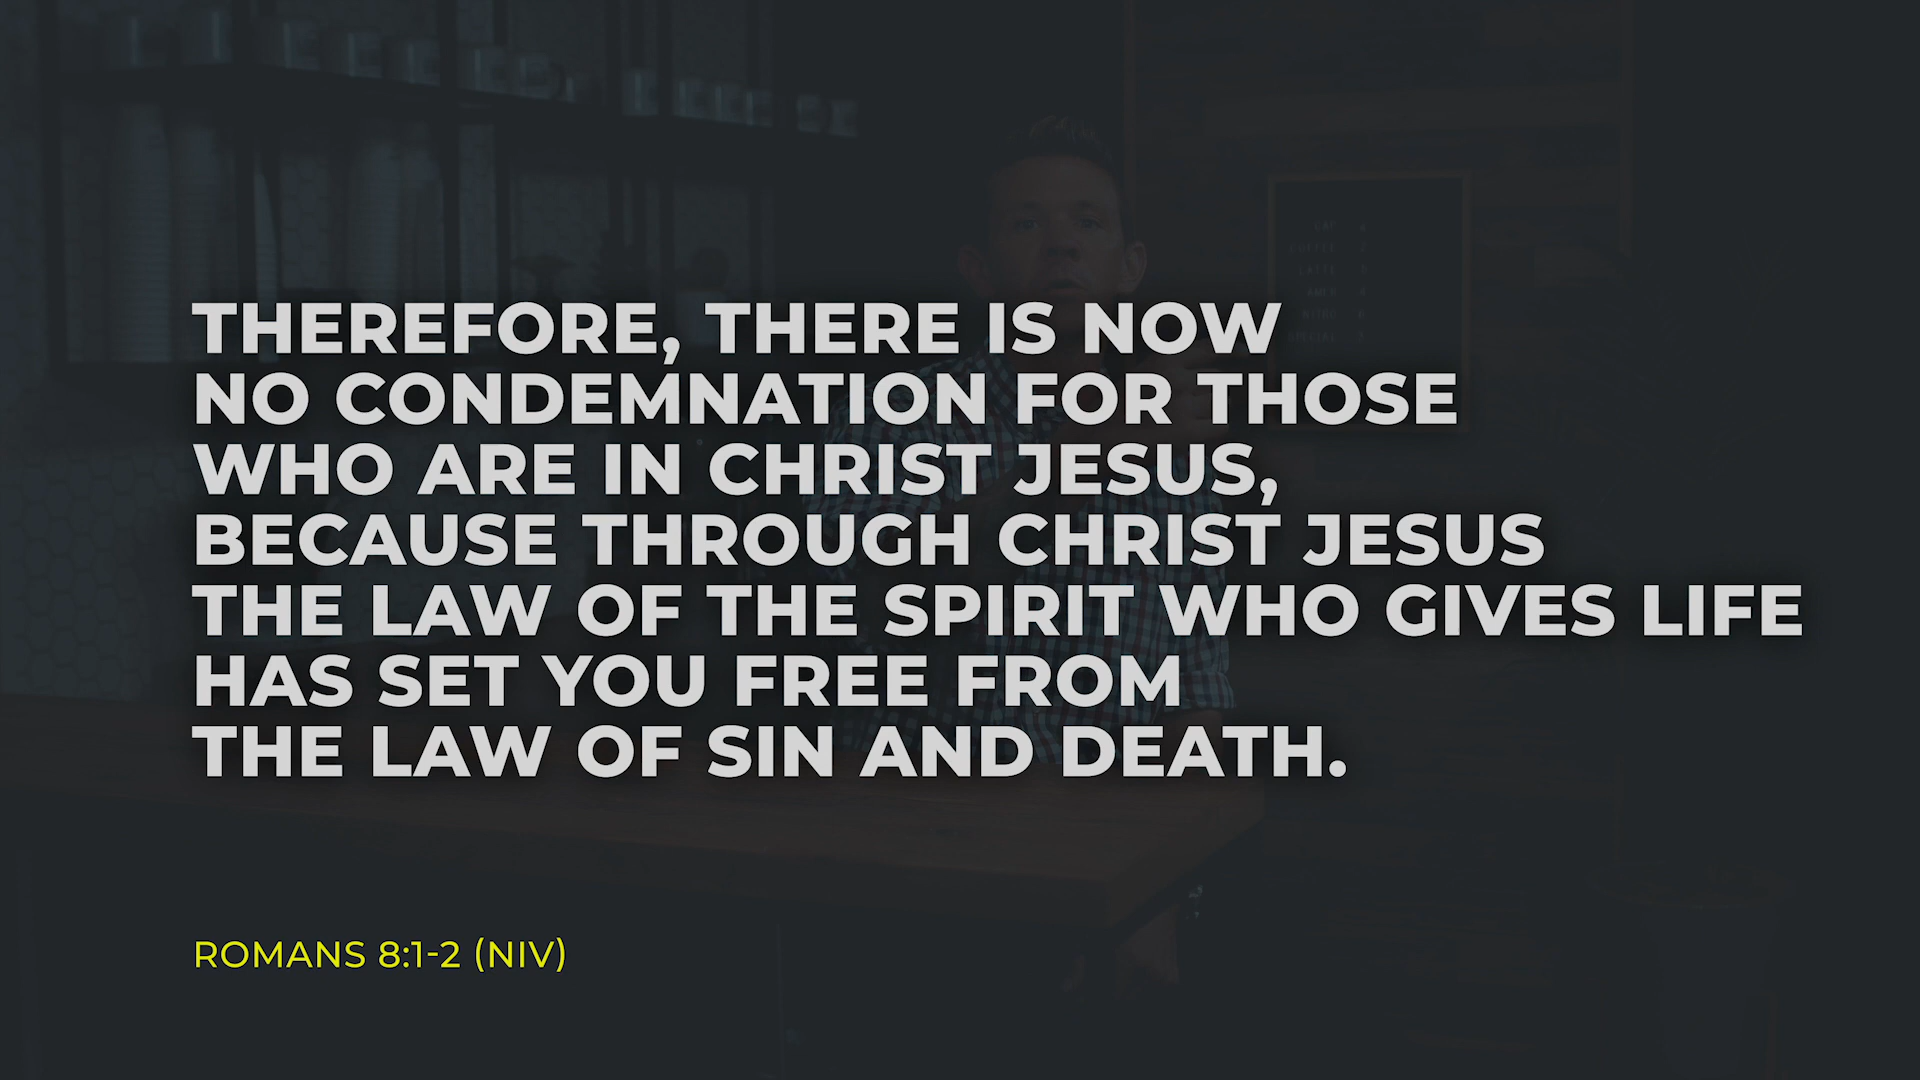 THEREFORE, THERE IS NOW
NO CONDEMNATION FOR THOSE
WHO ARE IN CHRIST JESUS,
BECAUSE THROUGH CHRIST JESUS
THE LAW OF THE SPIRIT WHO GIVES LIFE
HAS SET YOU FREE FROM
THE LAW OF SIN AND DEATH.
ROMANS 8:1-2 (NIV)